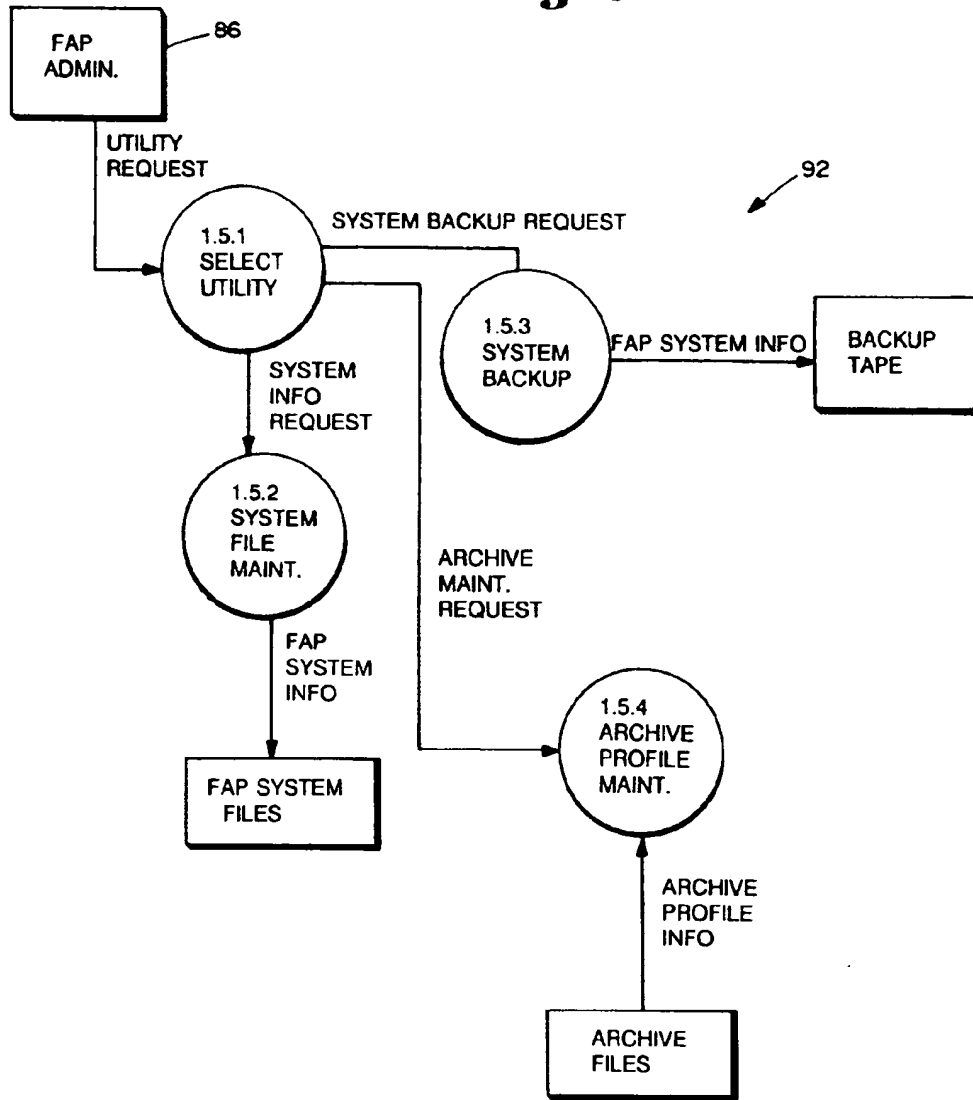 FAP
ADMIN.
86
UTILITY
REQUEST
92
SYSTEM BACKUP REQUEST
1.5.1
SELECT
UTILITY
1.5.3
SYSTEM
BACKUP
FAP SYSTEM INFO
BACKUP
TAPE
SYSTEM
INFO
REQUEST
1.5.2
SYSTEM
FILE
MAINT.
ARCHIVE
MAINT.
REQUEST
FAP
SYSTEM
INFO
1.5.4
ARCHIVE
PROFILE
MAINT.
FAP SYSTEM
FILES
ARCHIVE
PROFILE
INFO
ARCHIVE
FILES